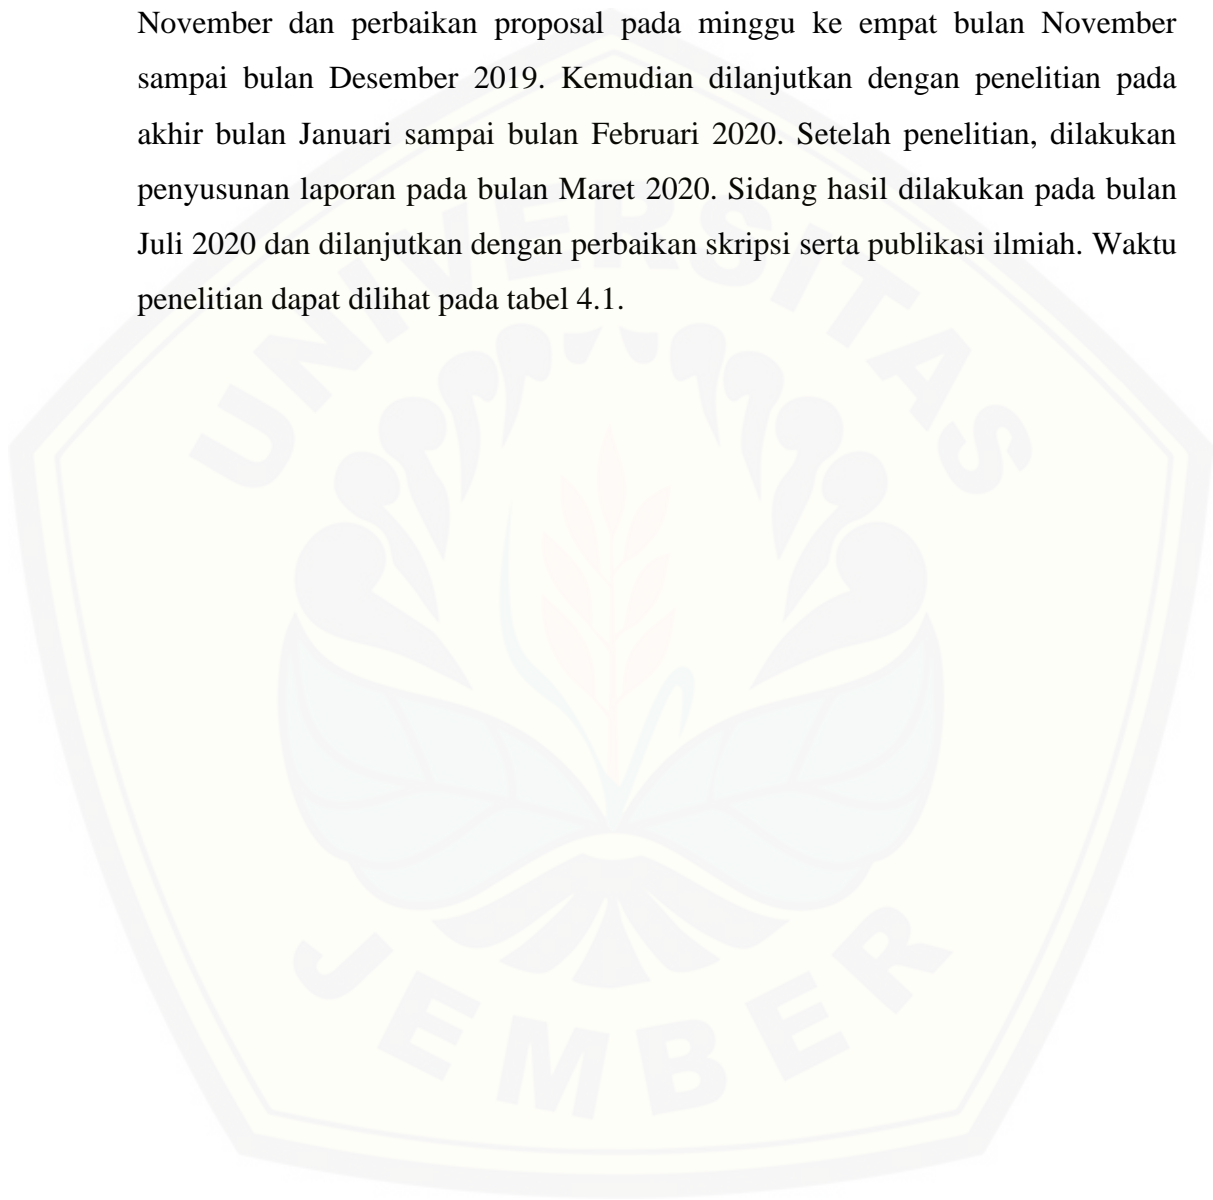 November dan perbaikan proposal pada minggu ke empat bulan November
sampai bulan Desember 2019. Kemudian dilanjutkan dengan penelitian pada
akhir bulan Januari sampai bulan Februari 2020. Setelah penelitian, dilakukan
penyusunan laporan pada bulan Maret 2020. Sidang hasil dilakukan pada bulan
Juli 2020 dan dilanjutkan dengan perbaikan skripsi serta publikasi ilmiah. Waktu
penelitian dapat dilihat pada tabel 4.1.
UNIVERSITAS
JEMBER